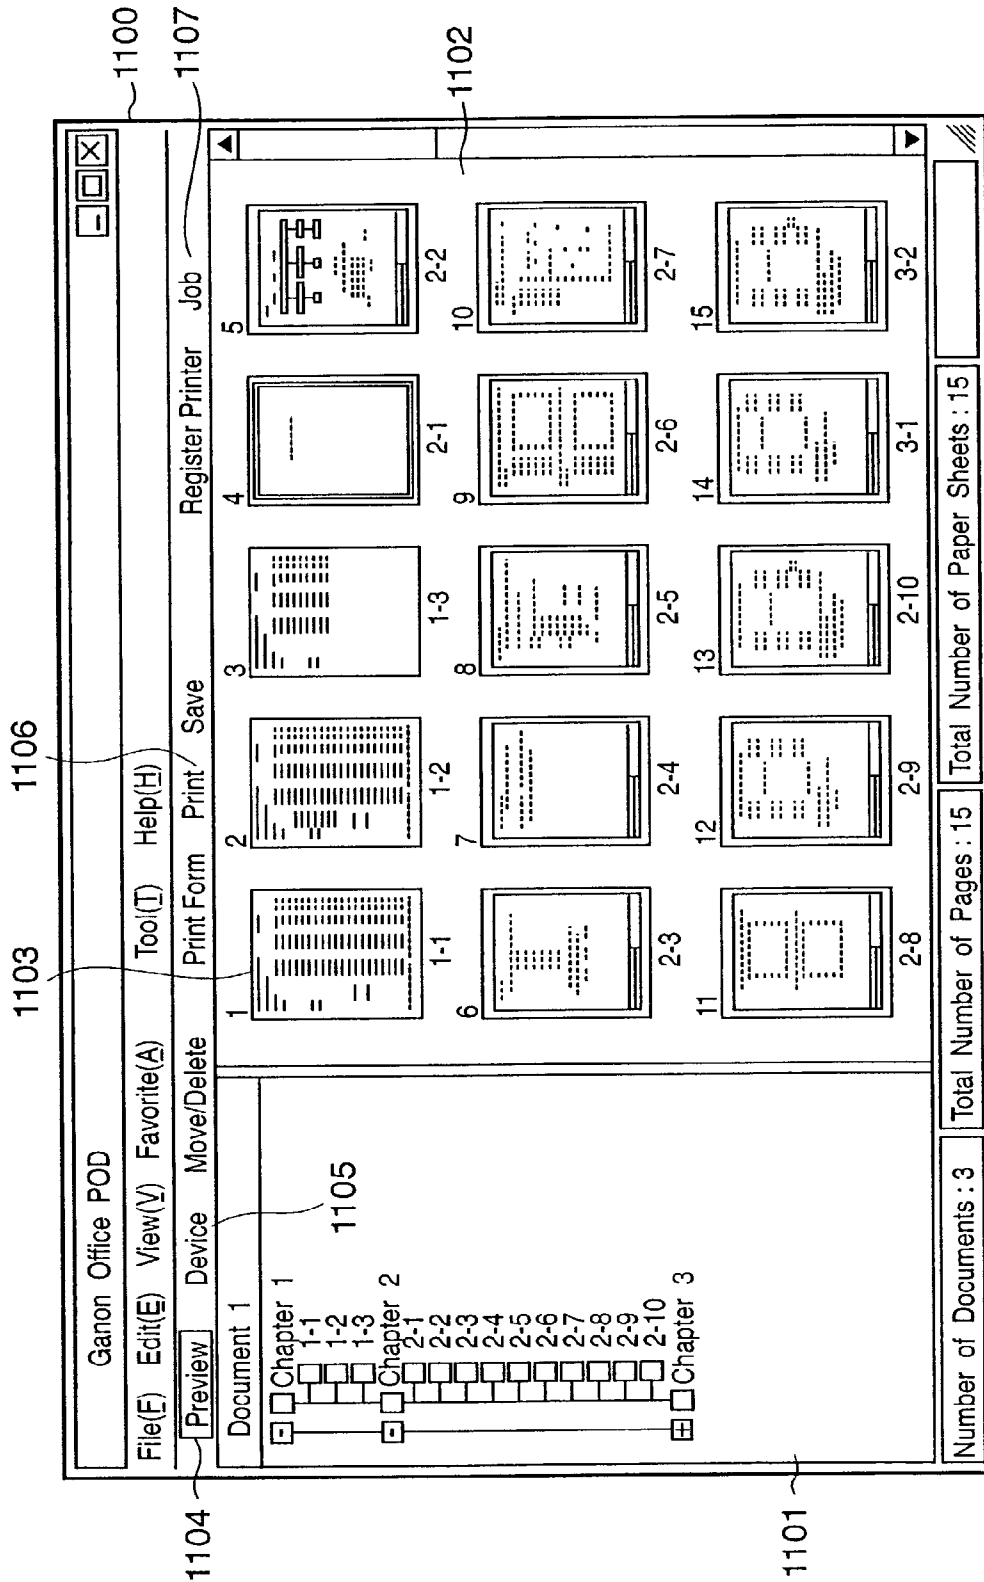 1103
1106
1100
1107
Ganon Office POD
File(F) Edit(E) View(V) Favorite(A) Tool(T) Help(H)
1104
Preview Device Move/Delete Print Form Print Save Register Printer Job
1105
1102
Document 1
- Chapter 1
1-1
1-2
1-3
- Chapter 2
2-1
2-2
2-3
2-4
2-5
2-6
2-7
2-8
2-9
2-10
+ Chapter 3
1101
1 2 3 4 5
1-1 1-2 1-3 2-1 2-2
6 7 8 9 10
2-3 2-4 2-5 2-6 2-7
11 12 13 14 15
2-8 2-9 2-10 3-1 3-2
Number of Documents : 3 Total Number of Pages : 15 Total Number of Paper Sheets : 15